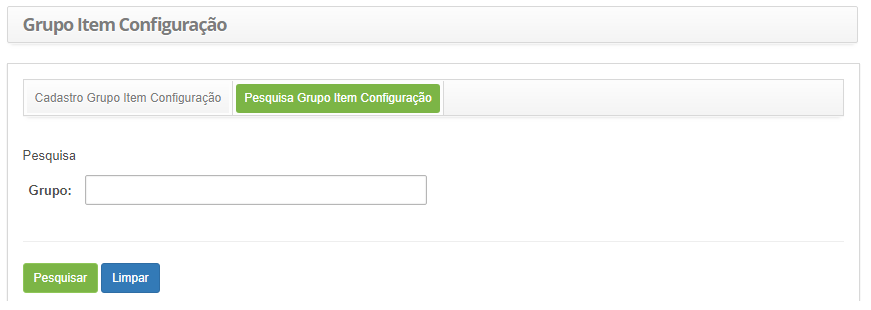 Grupo Item Configuração
Cadastro Grupo Item Configuração Pesquisa Grupo Item Configuração
Pesquisa
Grupo:
Pesquisar Limpar